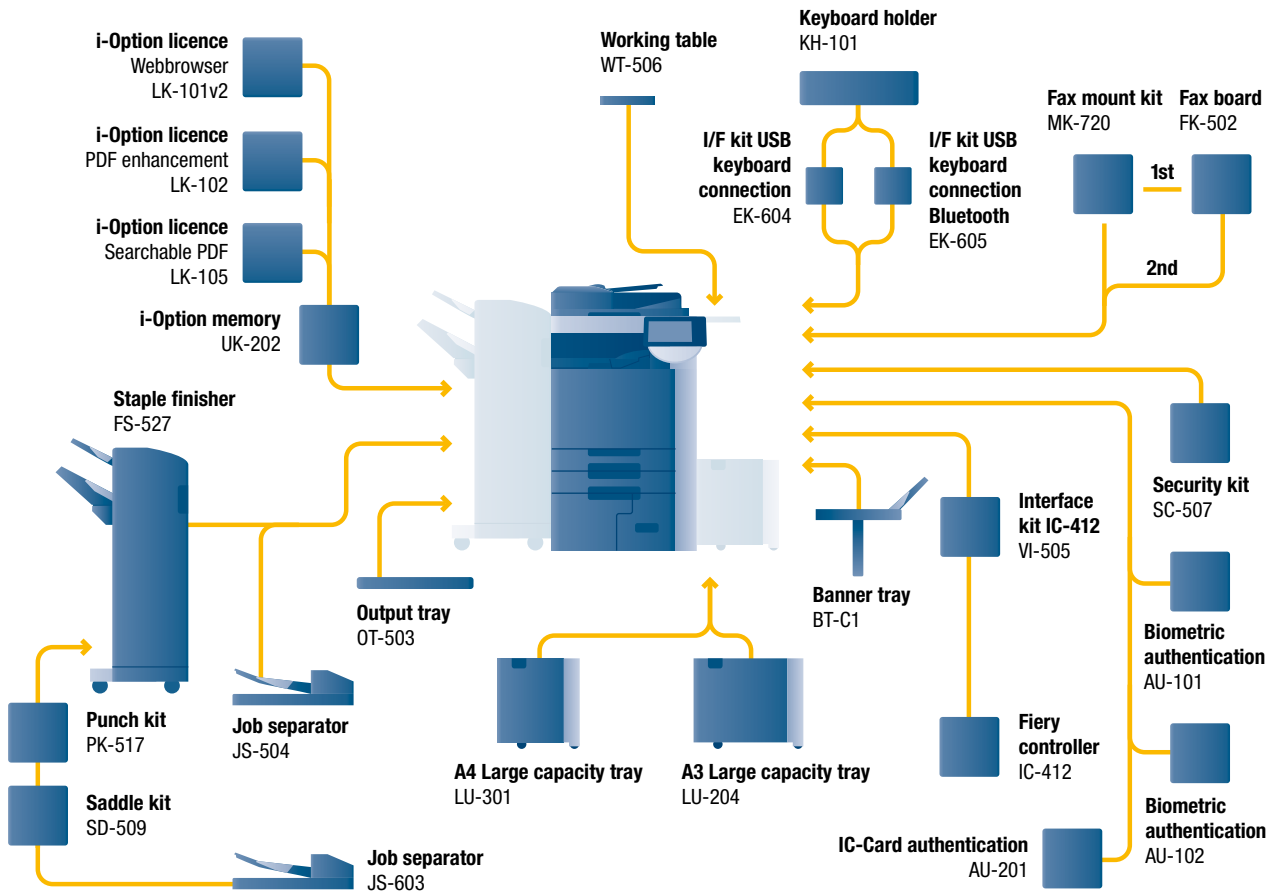 i-Option licence
Webbrowser
LK-101v2
i-Option licence
PDF enhancement
LK-102
i-Option licence
Searchable PDF
LK-105
i-Option memory
UK-202
Working table
WT-506
Keyboard holder
KH-101
I/F kit USB
keyboard
connection
EK-604
I/F kit USB
keyboard
connection
Bluetooth
EK-605
Fax mount kit
MK-720
Fax board
FK-502
1st
2nd
Staple finisher
FS-527
Output tray
OT-503
Punch kit
PK-517
Job separator
JS-504
Saddle kit
SD-509
Job separator
JS-603
A4 Large capacity tray
LU-301
A3 Large capacity tray
LU-204
Banner tray
BT-C1
Interface
kit IC-412
VI-505
Security kit
SC-507
Biometric
authentication
AU-101
Fiery
controller
IC-412
Biometric
authentication
AU-102
IC-Card authentication
AU-201